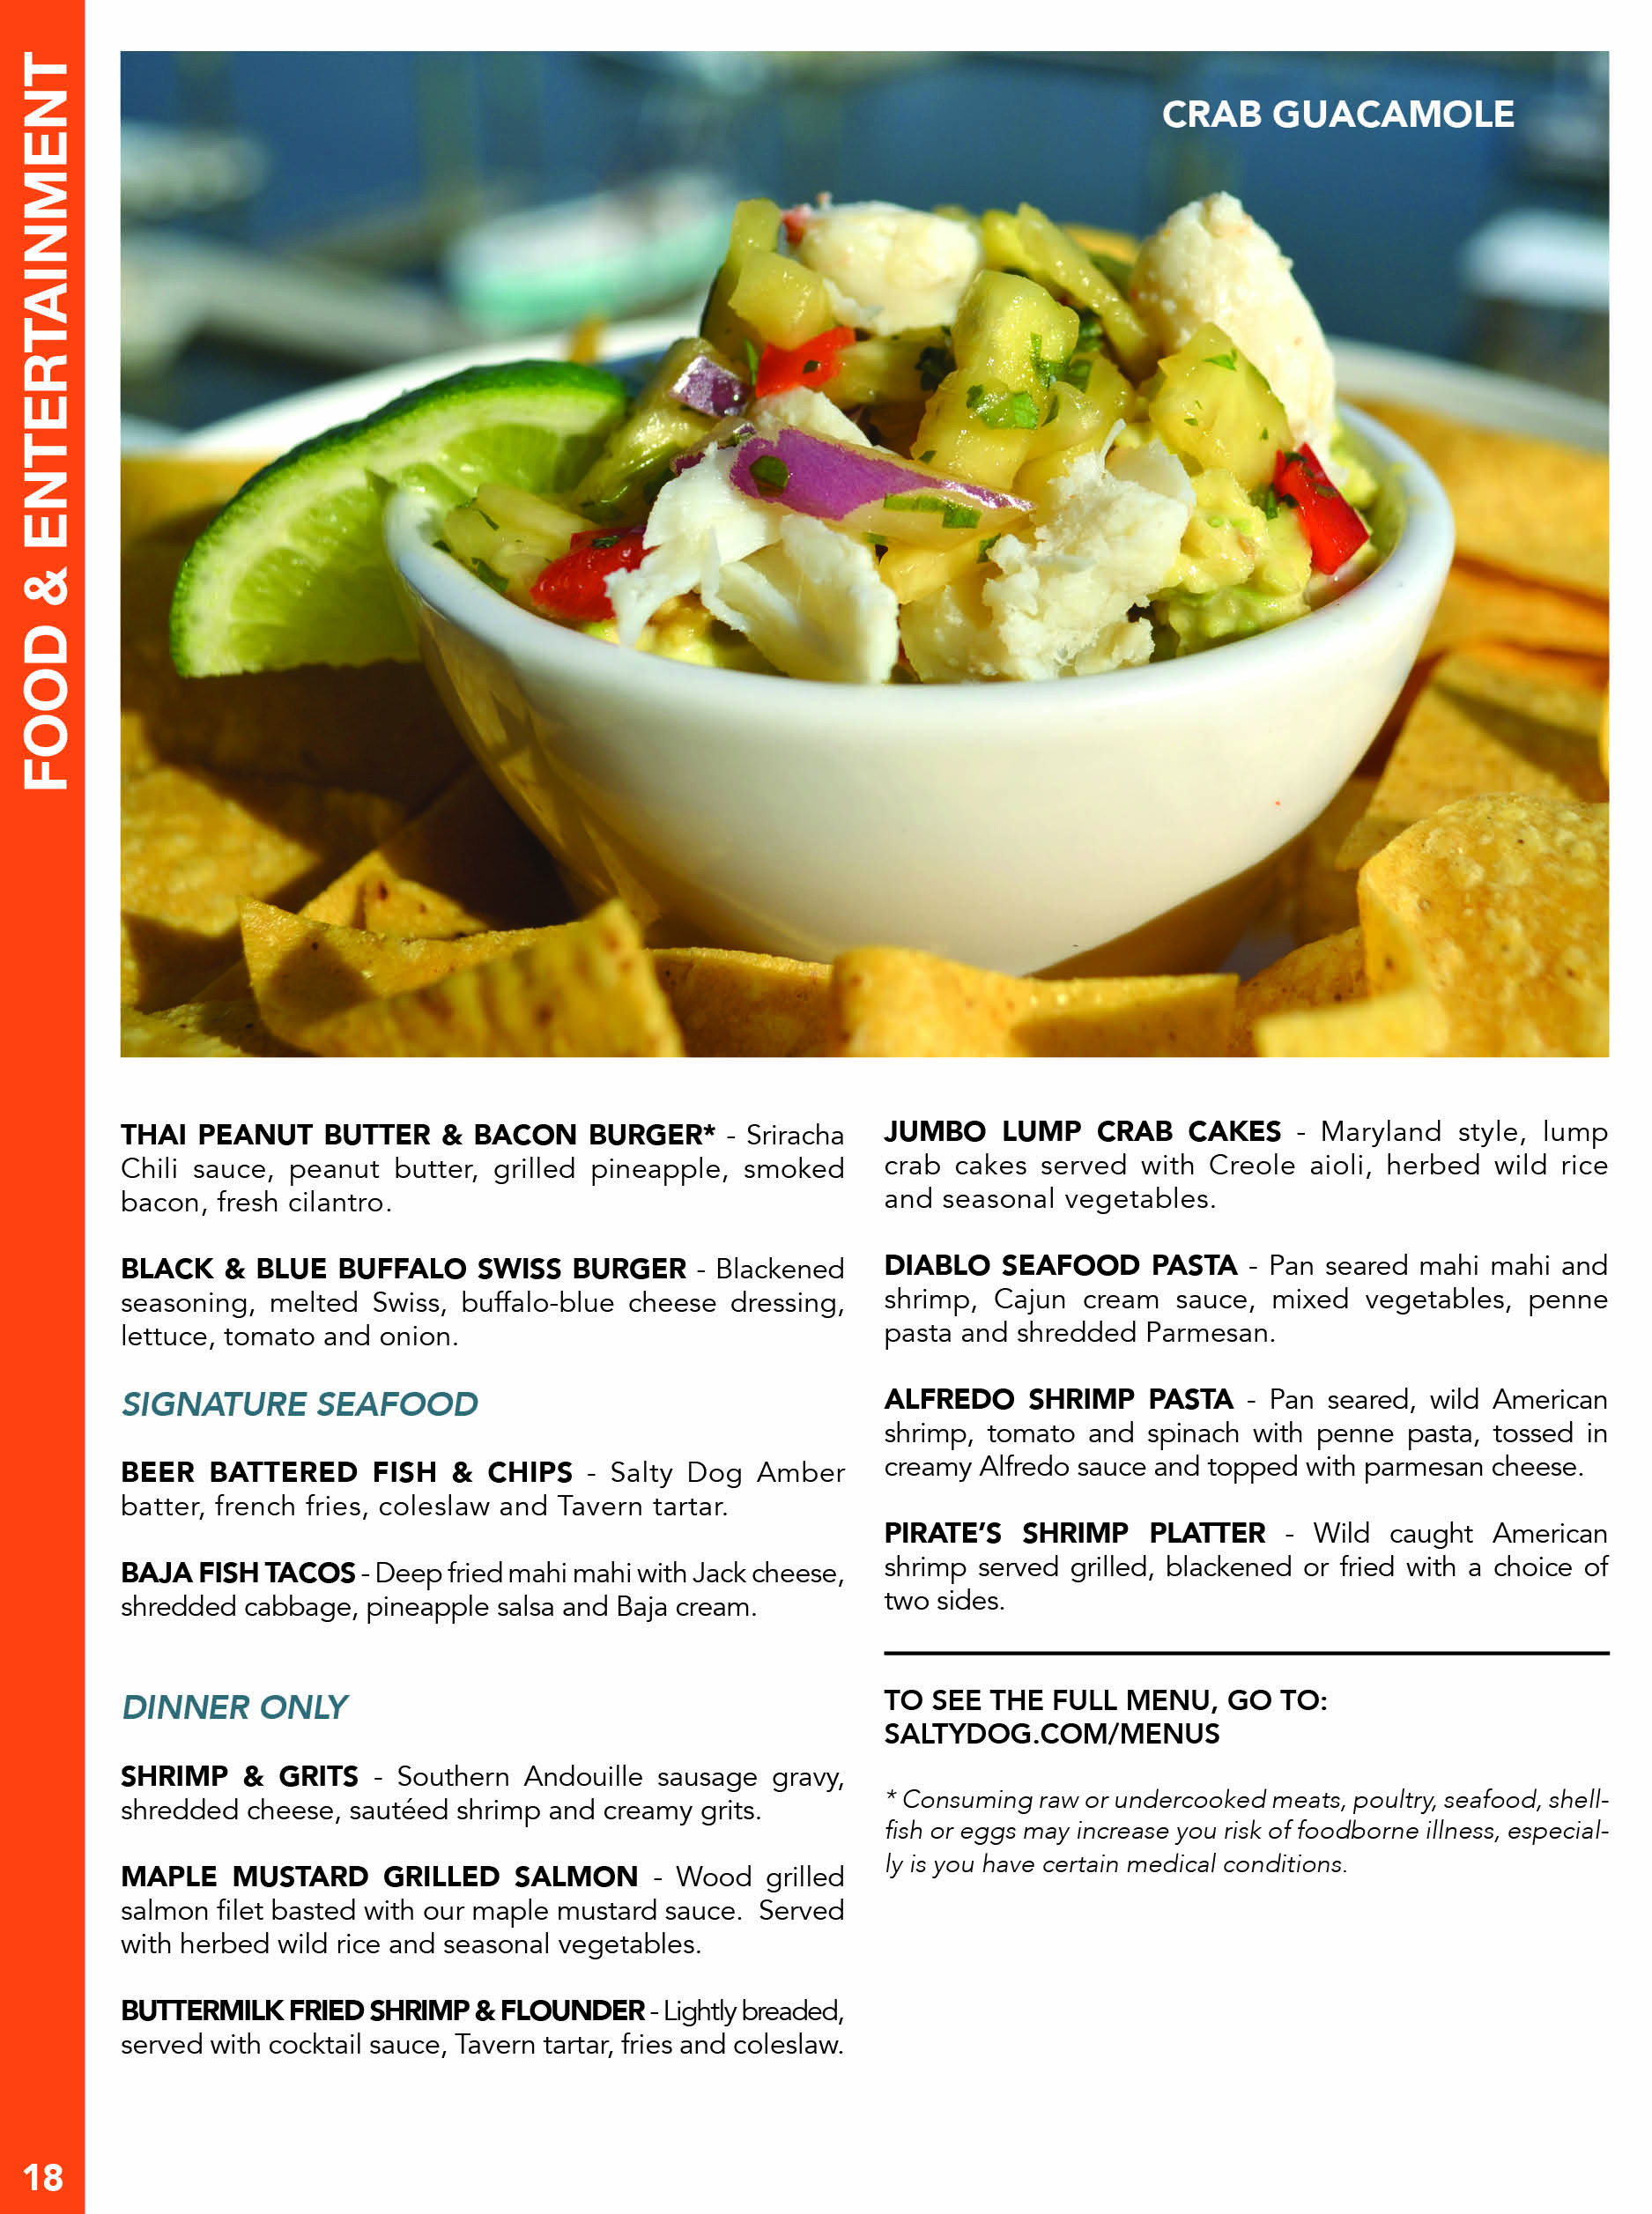 FOOD & ENTERTAINMENT
CRAB GUACAMOLE
THAI PEANUT BUTTER & BACON BURGER* - Sriracha
Chili sauce, peanut butter, grilled pineapple, smoked
bacon, fresh cilantro.
BLACK & BLUE BUFFALO SWISS BURGER - Blackened
seasoning, melted Swiss, buffalo-blue cheese dressing,
lettuce, tomato and onion.
SIGNATURE SEAFOOD
BEER BATTERED FISH & CHIPS - Salty Dog Amber
batter, french fries, coleslaw and Tavern tartar.
BAJA FISH TACOS - Deep fried mahi mahi with Jack cheese,
shredded cabbage, pineapple salsa and Baja cream.
DINNER ONLY
SHRIMP & GRITS - Southern Andouille sausage gravy,
shredded cheese, sautéed shrimp and creamy grits.
MAPLE MUSTARD GRILLED SALMON - Wood grilled
salmon filet basted with our maple mustard sauce.  Served
with herbed wild rice and seasonal vegetables.
BUTTERMILK FRIED SHRIMP & FLOUNDER - Lightly breaded,
served with cocktail sauce, Tavern tartar, fries and coleslaw.
JUMBO LUMP CRAB CAKES - Maryland style, lump
crab cakes served with Creole aioli, herbed wild rice
and seasonal vegetables.
DIABLO SEAFOOD PASTA - Pan seared mahi mahi and
shrimp, Cajun cream sauce, mixed vegetables, penne
pasta and shredded Parmesan.
ALFREDO SHRIMP PASTA - Pan seared, wild American
shrimp, tomato and spinach with penne pasta, tossed in
creamy Alfredo sauce and topped with parmesan cheese.
PIRATE’S SHRIMP PLATTER - Wild caught American
shrimp served grilled, blackened or fried with a choice of
two sides.
TO SEE THE FULL MENU, GO TO:
SALTYDOG.COM/MENUS
* Consuming raw or undercooked meats, poultry, seafood, shell-
fish or eggs may increase you risk of foodborne illness, especial-
ly is you have certain medical conditions.
18